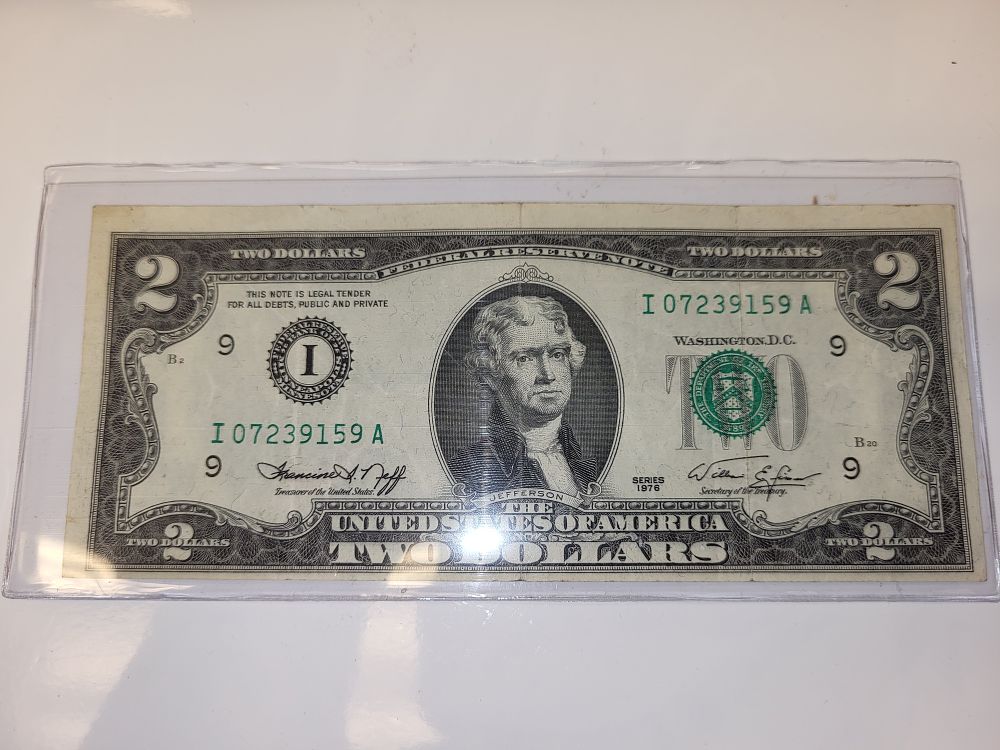 2 TWO DOLLARS TWO DOLLARS 2
FEDERAL RESERVE NOTE
THIS NOTE IS LEGAL TENDER
FOR ALL DEBTS, PUBLIC AND PRIVATE
I 07239159 A
9 WASHINGTON, D.C. 9
B2 I TWO
I 07239159 A
B20
9 9
Francine I. Neff
Treasurer of the United States.
SERIES
1976
Secretary of the Treasury.
JEFFERSON
THE
UNITED STATES OF AMERICA
TWO DOLLARS
2 TWO DOLLARS
2 TWO DOLLARS